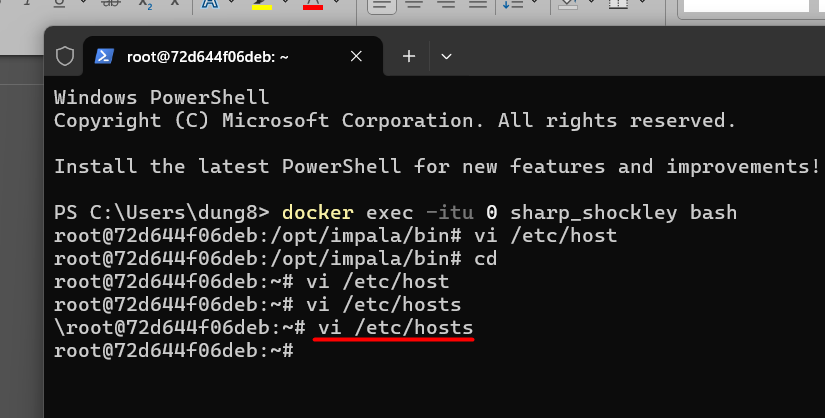 root@72d644f06deb: ~
Windows PowerShell
Copyright (C) Microsoft Corporation. All rights reserved.
Install the latest PowerShell for new features and improvements!
PS C:\Users\dung8> docker exec -itu 0 sharp_shockley bash
root@72d644f06deb:/opt/impala/bin# vi /etc/host
root@72d644f06deb:/opt/impala/bin# cd
root@72d644f06deb:~# vi /etc/host
root@72d644f06deb:~# vi /etc/hosts
\root@72d644f06deb:~# vi /etc/hosts
root@72d644f06deb:~#